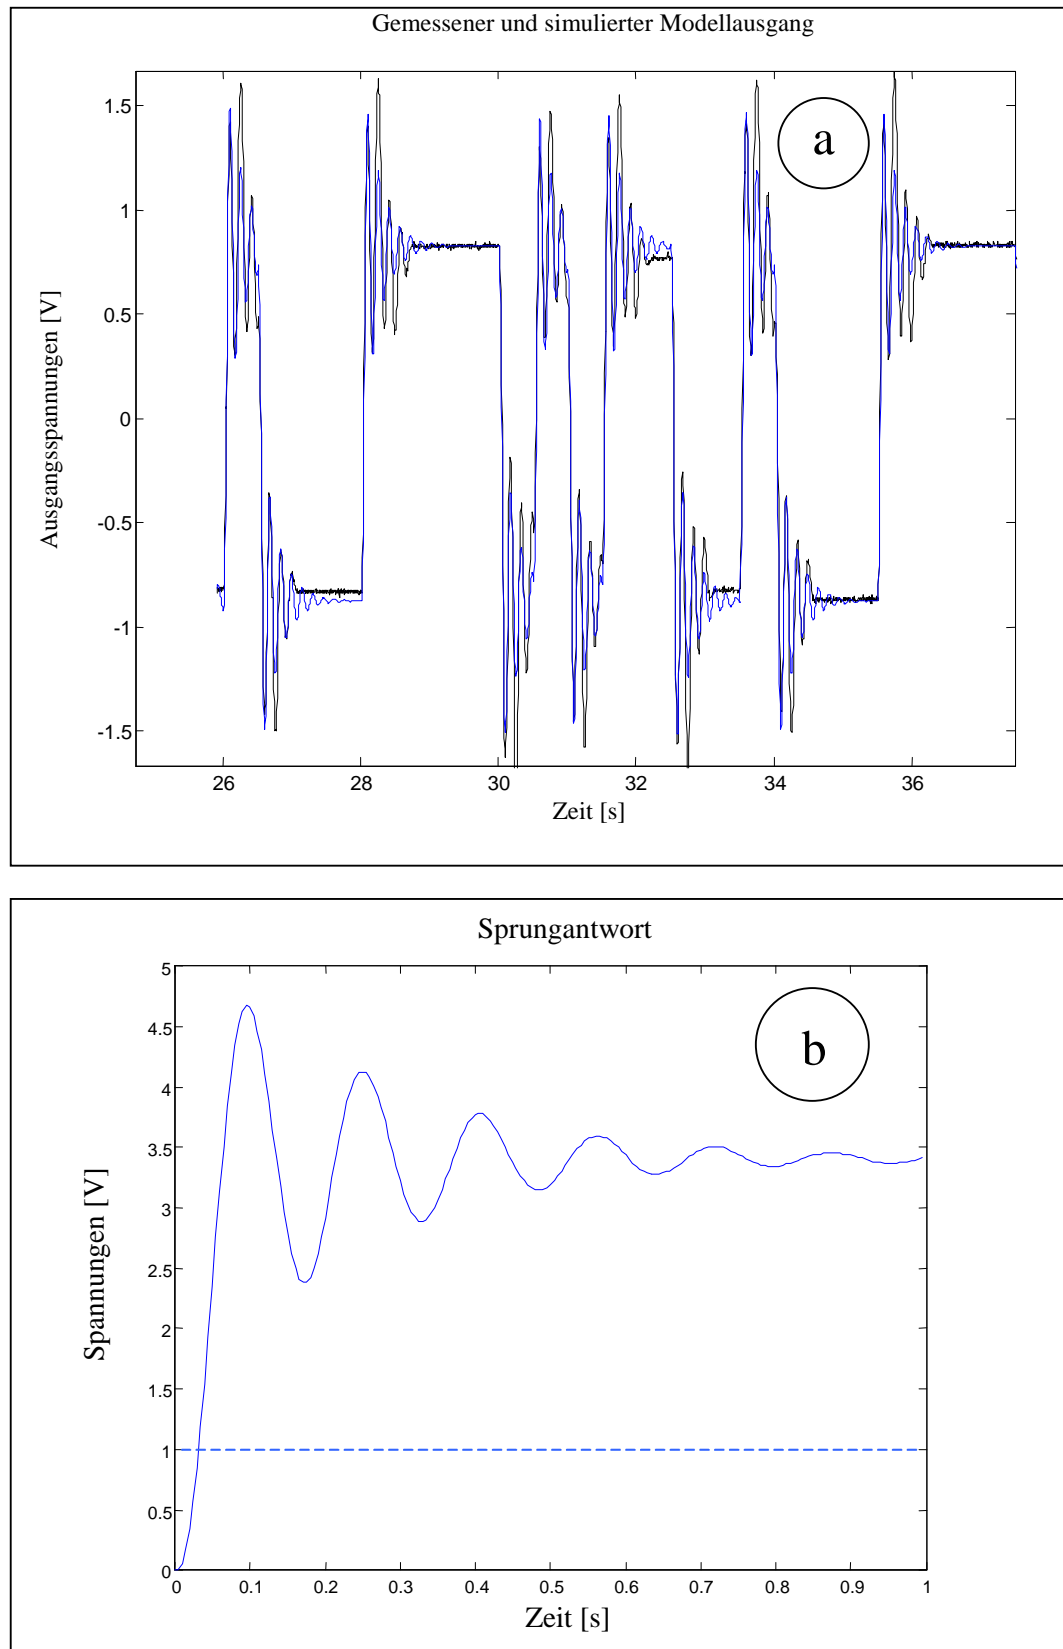 Gemessener und simulierter Modellausgang
a
Ausgangsspannungen [V]
1.5
1
0.5
0
-0.5
-1
-1.5
26 28 30 32 34 36
Zeit [s]
Sprungantwort
b
Spannungen [V]
5
4.5
4
3.5
3
2.5
2
1.5
1
0.5
0
0 0.1 0.2 0.3 0.4 0.5 0.6 0.7 0.8 0.9 1
Zeit [s]